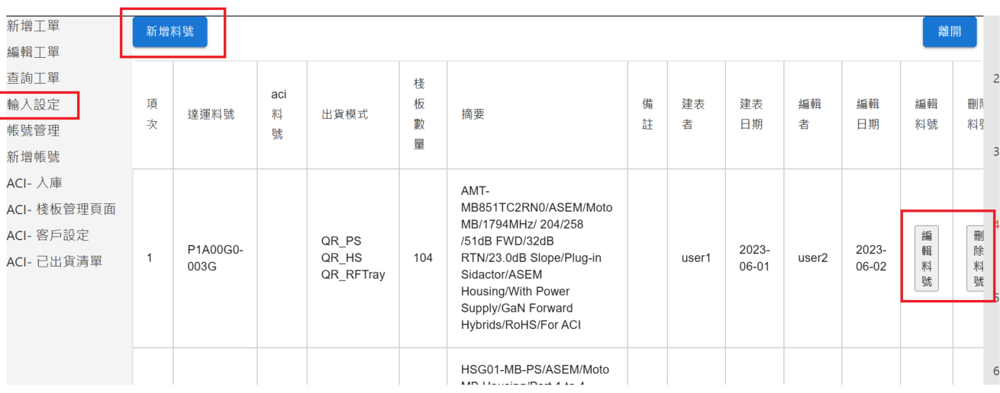 新增工單
編輯工單
查詢工單
輸入設定
帳號管理
新增帳號
ACI- 入庫
ACI- 棧板管理頁面
ACI- 客戶設定
ACI- 已出貨清單
新增料號
離開
項
次
達運料號
aci
料
號
出貨模式
棧
板
數
量
摘要
備
註
建表
者
建表
日期
編輯
者
編輯
日期
編輯
料號
刪除
料號
1
P1A00G0-
003G
QR_PS
QR_HS
QR_RFTray
104
AMT-
MB851TC2RN0/ASEM/Moto
MB/1794MHz/ 204/258
/51dB FWD/32dB
RTN/23.0dB Slope/Plug-in
Sidactor/ASEM
Housing/With Power
Supply/GaN Forward
Hybrids/RoHS/For ACI
user1
2023-
06-01
user2
2023-
06-02
編
輯
料
號
刪
除
料
號
HSG01-MB-PS/ASEM/Moto
MB Housing/Port 1 to 4
2
3
4
5
6